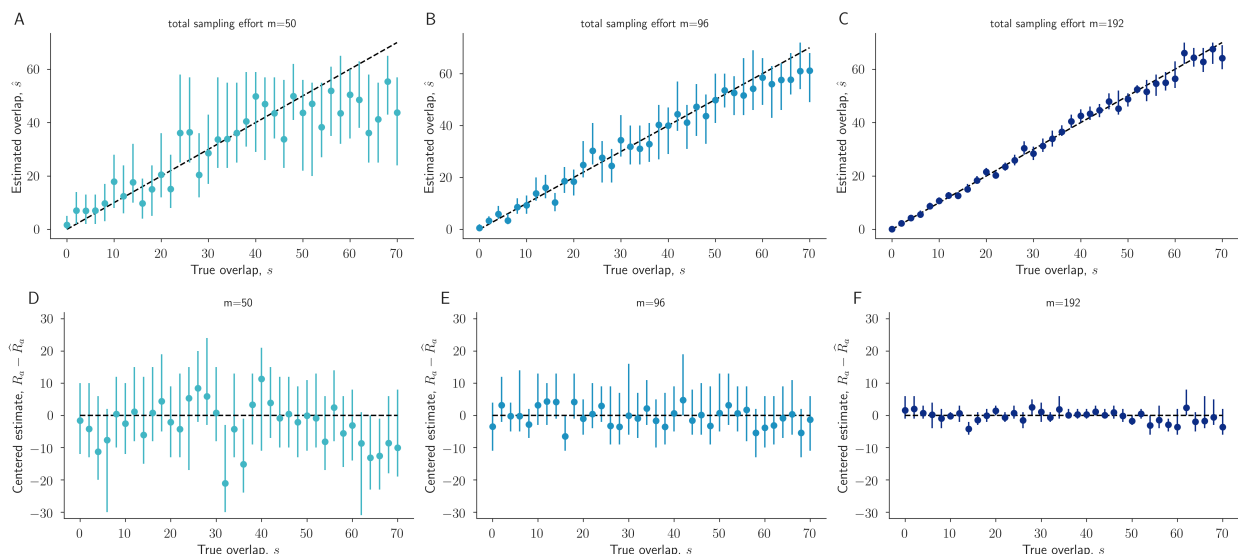 A
total sampling effort m=50
60
40
20
0
Estimated overlap, ŝ
0 10 20 30 40 50 60 70
True overlap, s
B
total sampling effort m=96
60
40
20
0
Estimated overlap, ŝ
0 10 20 30 40 50 60 70
True overlap, s
C
total sampling effort m=192
60
40
20
0
Estimated overlap, ŝ
0 10 20 30 40 50 60 70
True overlap, s
D
m=50
30
20
10
0
−10
−20
−30
Centered estimate, R_α − R̂_α
0 10 20 30 40 50 60 70
True overlap, s
E
m=96
30
20
10
0
−10
−20
−30
Centered estimate, R_α − R̂_α
0 10 20 30 40 50 60 70
True overlap, s
F
m=192
30
20
10
0
−10
−20
−30
Centered estimate, R_α − R̂_α
0 10 20 30 40 50 60 70
True overlap, s